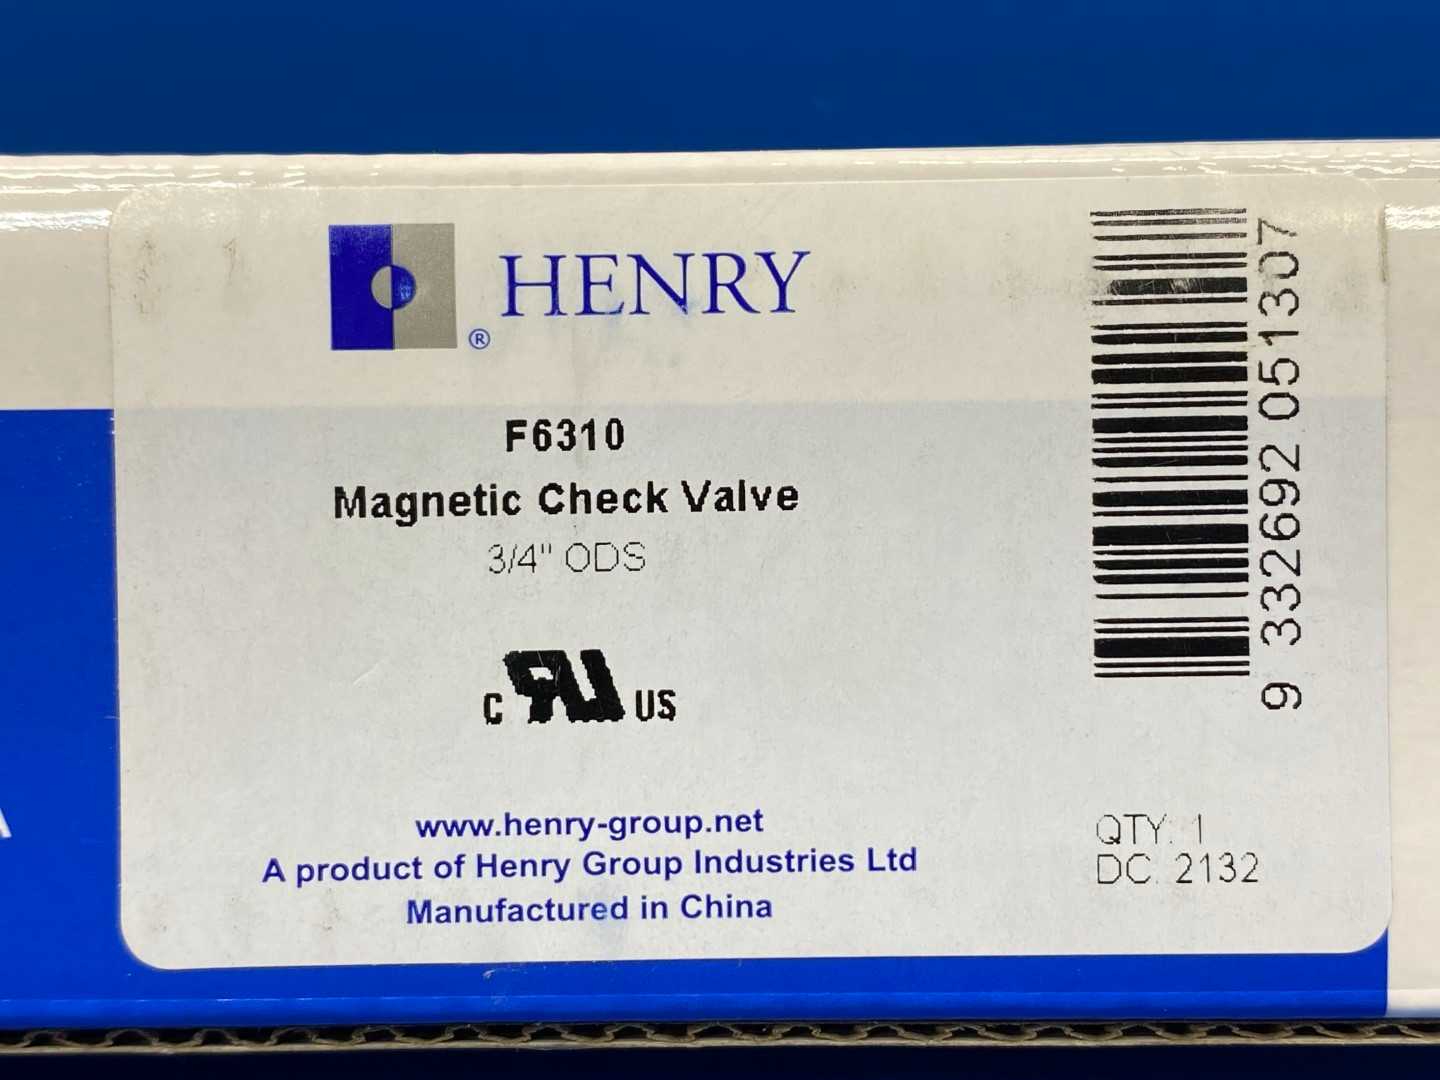 HENRY
®
F6310
Magnetic Check Valve
3/4" ODS
C RU US
www.henry-group.net
A product of Henry Group Industries Ltd
Manufactured in China
9 332692 051307
QTY: 1
DC. 2132